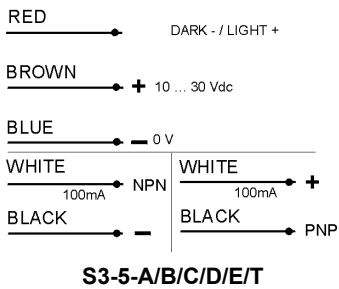 RED
DARK - / LIGHT +
BROWN
+ 10 ... 30 Vdc
BLUE
– 0 V
WHITE
100mA
NPN
WHITE
100mA
+
BLACK
–
BLACK
PNP
S3-5-A/B/C/D/E/T